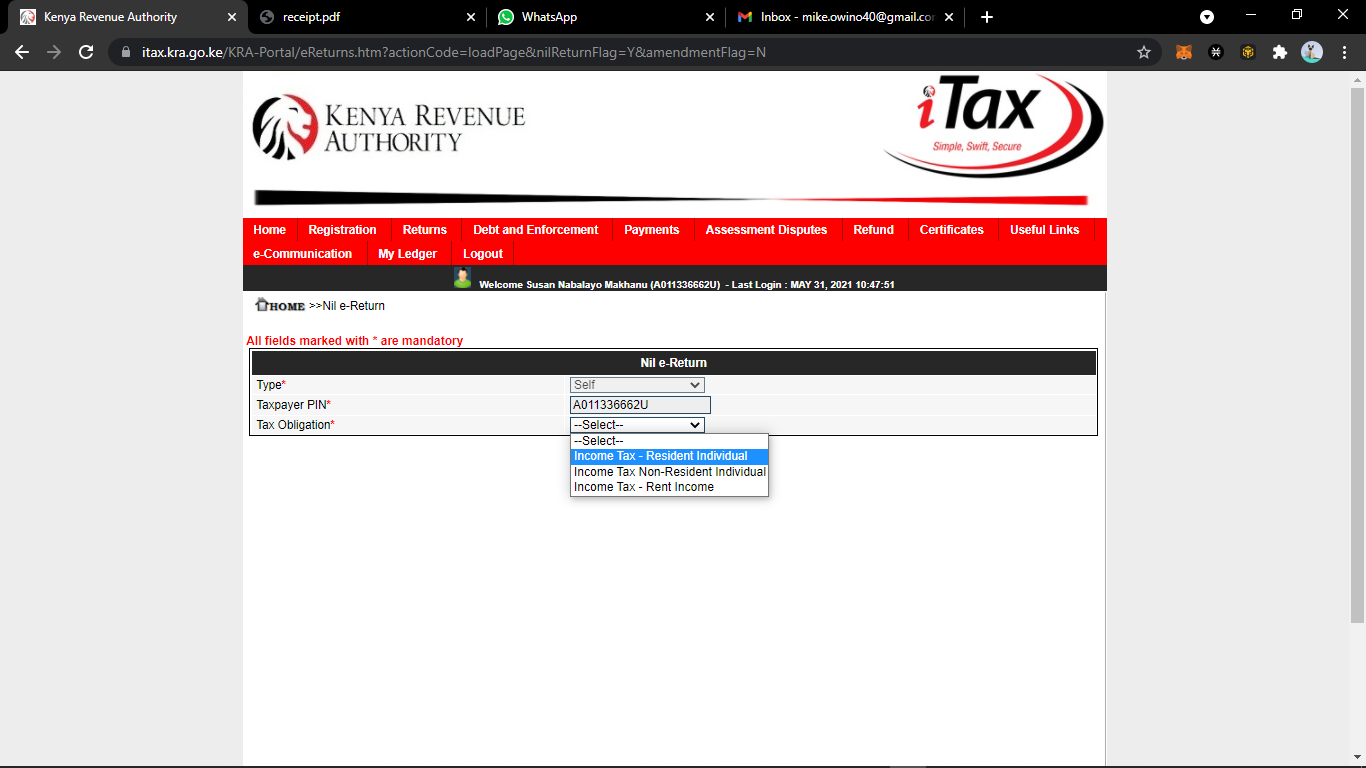 Kenya Revenue Authority
receipt.pdf
WhatsApp
Inbox - mike.owino40@gmail.co
itax.kra.go.ke/KRA-Portal/eReturns.htm?actionCode=loadPage&nilReturnFlag=Y&amendmentFlag=N
KENYA REVENUE
AUTHORITY
iTax
Simple, Swift, Secure
Home Registration Returns Debt and Enforcement Payments Assessment Disputes Refund Certificates Useful Links
e-Communication My Ledger Logout
Welcome Susan Nabalayo Makhanu (A011336662U) - Last Login : MAY 31, 2021 10:47:51
HOME >>Nil e-Return
All fields marked with * are mandatory
Nil e-Return
Type* Self
Taxpayer PIN* A011336662U
Tax Obligation* --Select--
--Select--
Income Tax - Resident Individual
Income Tax Non-Resident Individual
Income Tax - Rent Income